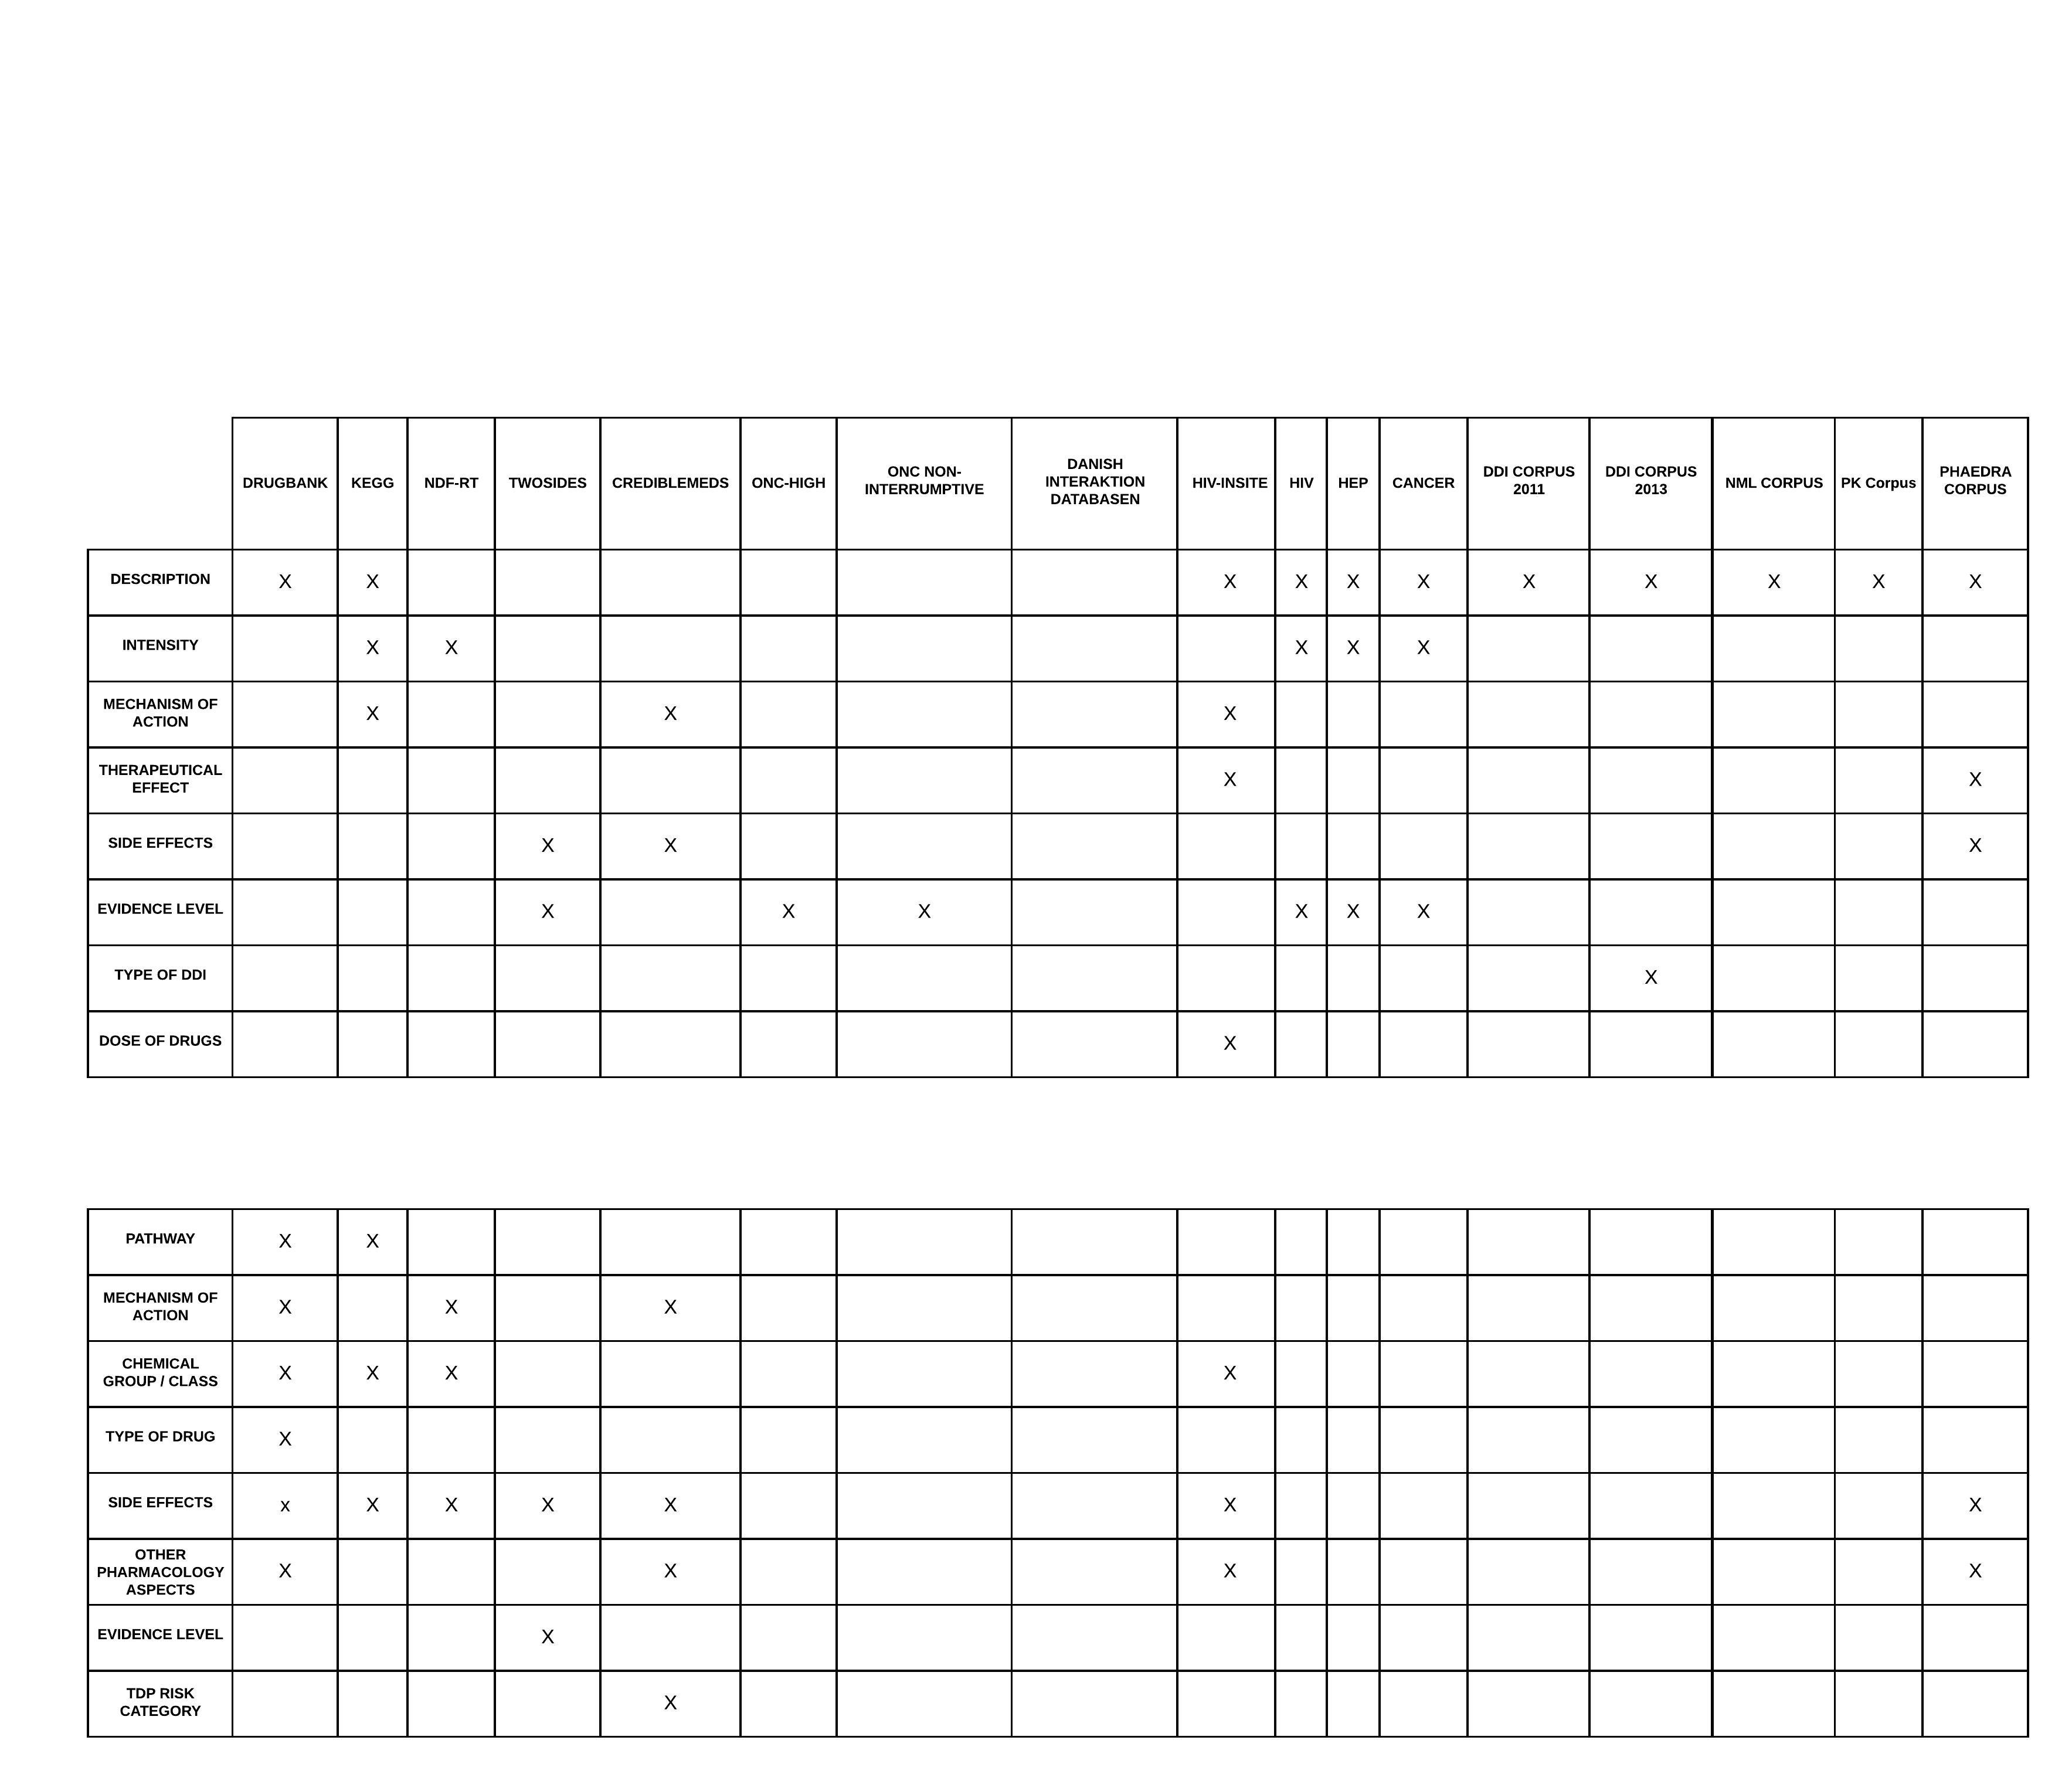 DRUGBANK KEGG NDF-RT TWOSIDES CREDIBLEMEDS ONC-HIGH ONC NON-INTERRUMPTIVE DANISH INTERAKTION DATABASEN HIV-INSITE HIV HEP CANCER DDI CORPUS 2011 DDI CORPUS 2013 NML CORPUS PK Corpus PHAEDRA CORPUS
DESCRIPTION X X X X X X X X X X X
INTENSITY X X X X X
MECHANISM OF
ACTION X X X
THERAPEUTICAL
EFFECT X X
SIDE EFFECTS X X X
EVIDENCE LEVEL X X X X X X
TYPE OF DDI X
DOSE OF DRUGS X
PATHWAY X X
MECHANISM OF
ACTION X X X
CHEMICAL
GROUP / CLASS X X X X
TYPE OF DRUG X
SIDE EFFECTS x X X X X X X
OTHER
PHARMACOLOGY
ASPECTS X X X X
EVIDENCE LEVEL X
TDP RISK
CATEGORY X